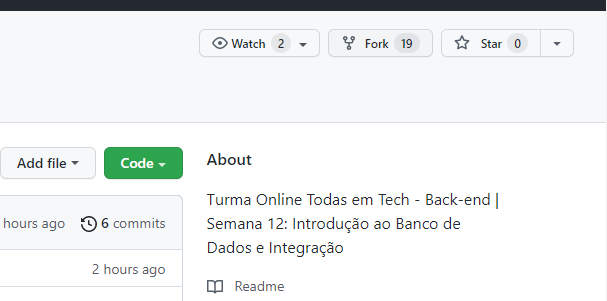 Watch 2
Fork 19
Star 0
Add file
Code
About
Turma Online Todas em Tech - Back-end |
Semana 12: Introdução ao Banco de
Dados e Integração
hours ago 6 commits
2 hours ago
Readme